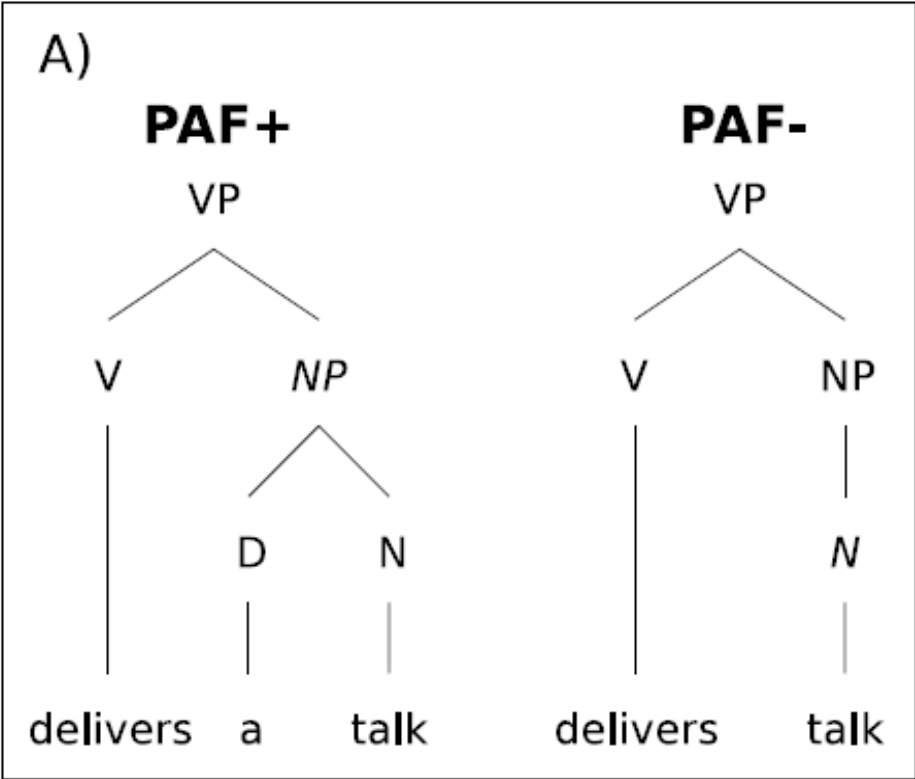 A)
PAF+ PAF-
VP VP
V NP V NP
D N N
delivers a talk delivers talk